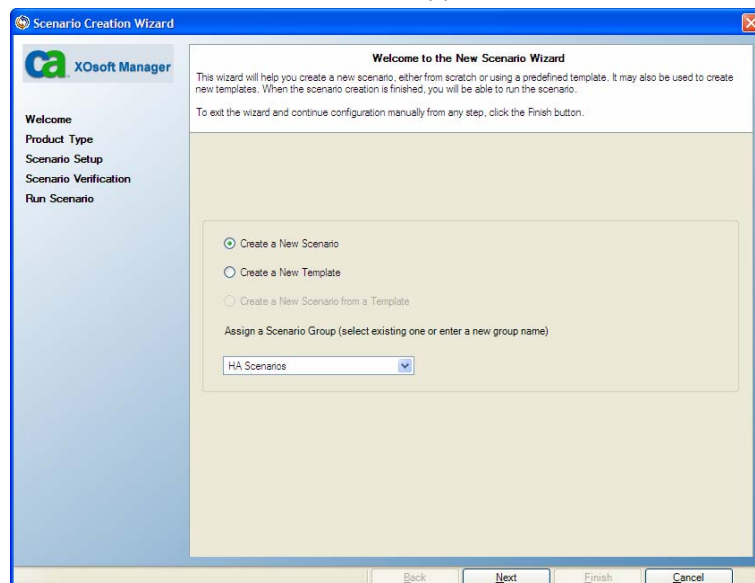 Scenario Creation Wizard
ca XOsoft Manager
Welcome
Product Type
Scenario Setup
Scenario Verification
Run Scenario
Welcome to the New Scenario Wizard
This wizard will help you create a new scenario, either from scratch or using a predefined template. It may also be used to create
new templates. When the scenario creation is finished, you will be able to run the scenario.
To exit the wizard and continue configuration manually from any step, click the Finish button.
Create a New Scenario
Create a New Template
Create a New Scenario from a Template
Assign a Scenario Group (select existing one or enter a new group name)
HA Scenarios
Back Next Finish Cancel